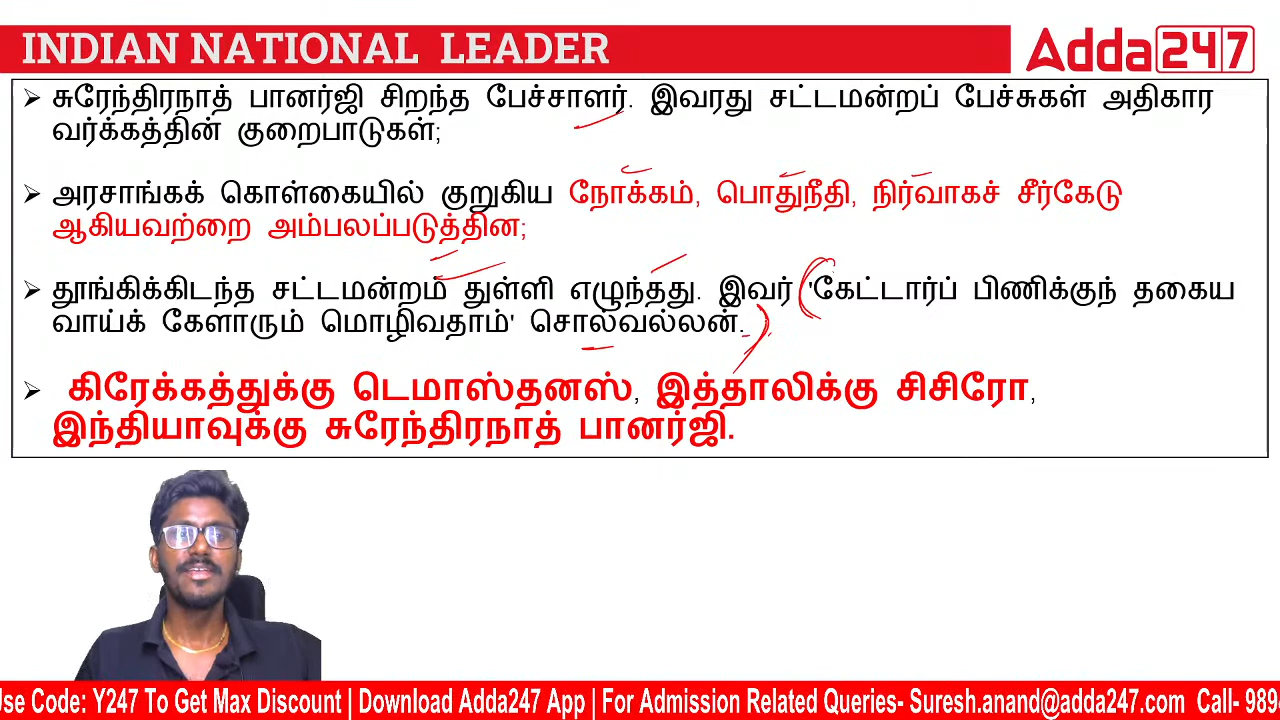 INDIAN NATIONAL LEADER
Adda247
➢ சுரேந்திரநாத் பானர்ஜி சிறந்த பேச்சாளர். இவரது சட்டமன்றப் பேச்சுகள் அதிகார
வர்க்கத்தின் குறைபாடுகள்;
➢ அரசாங்கக் கொள்கையில் குறுகிய நோக்கம், பொதுநீதி, நிர்வாகச் சீர்கேடு
ஆகியவற்றை அம்பலப்படுத்தின;
➢ தூங்கிக்கிடந்த சட்டமன்றம் துள்ளி எழுந்தது. இவர் 'கேட்டார்ப் பிணிக்குந் தகைய
வாய்க் கேளாரும் மொழிவதாம்' சொல்வல்லன்.
➢ கிரேக்கத்துக்கு டெமாஸ்தனஸ், இத்தாலிக்கு சிசிரோ,
இந்தியாவுக்கு சுரேந்திரநாத் பானர்ஜி.
Use Code: Y247 To Get Max Discount | Download Adda247 App | For Admission Related Queries- Suresh.anand@adda247.com Call- 989